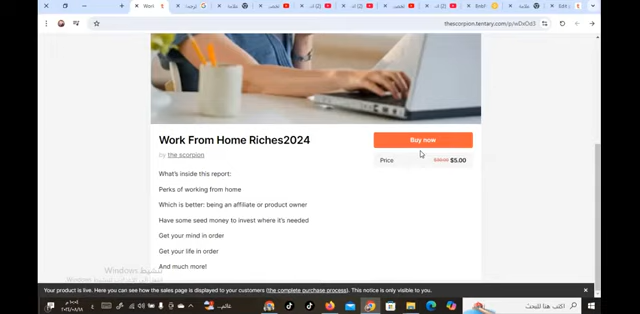 thescorpion.tentary.com/p/wDxOd3
Work From Home Riches2024
Buy now
by the scorpion
Price $5.00
What's inside this report:
Perks of working from home
Which is better: being an affiliate or product owner
Have some seed money to invest where it's needed
Get your mind in order
Get your life in order
And much more!
تنشيط Windows
Your product is live. Here you can see how the sales page is displayed to your customers (the complete purchase process). This notice is only visible to you.
اكتب هنا للبحث